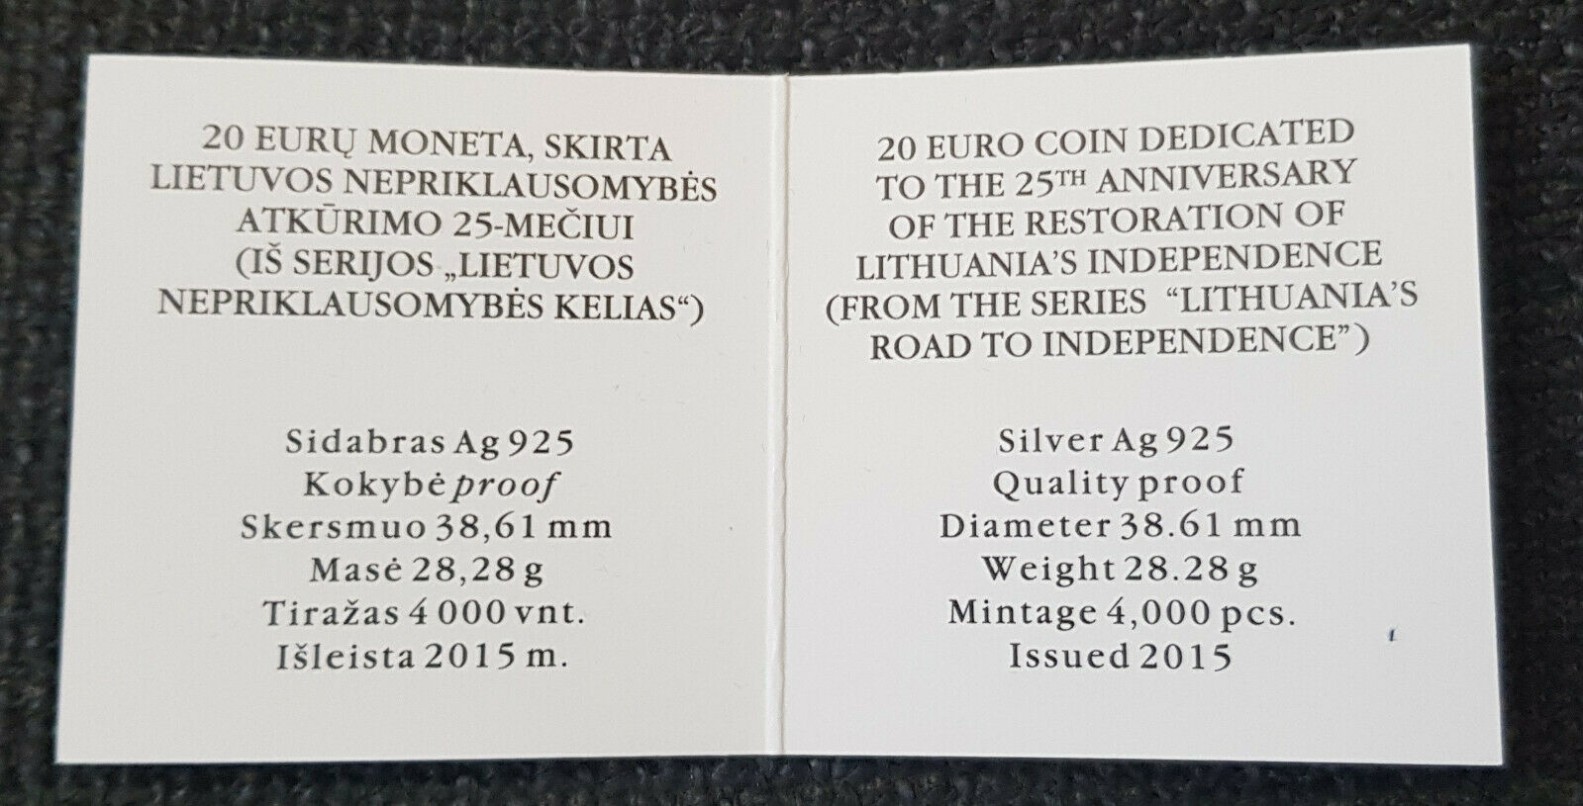 20 EURŲ MONETA, SKIRTA
LIETUVOS NEPRIKLAUSOMYBĖS
ATKŪRIMO 25-MEČIUI
(IŠ SERIJOS „LIETUVOS
NEPRIKLAUSOMYBĖS KELIAS“)
Sidabras Ag 925
Kokybė proof
Skersmuo 38,61 mm
Masė 28,28 g
Tiražas 4 000 vnt.
Išleista 2015 m.
20 EURO COIN DEDICATED
TO THE 25TH ANNIVERSARY
OF THE RESTORATION OF
LITHUANIA’S INDEPENDENCE
(FROM THE SERIES “LITHUANIA’S
ROAD TO INDEPENDENCE”)
Silver Ag 925
Quality proof
Diameter 38.61 mm
Weight 28.28 g
Mintage 4,000 pcs.
Issued 2015